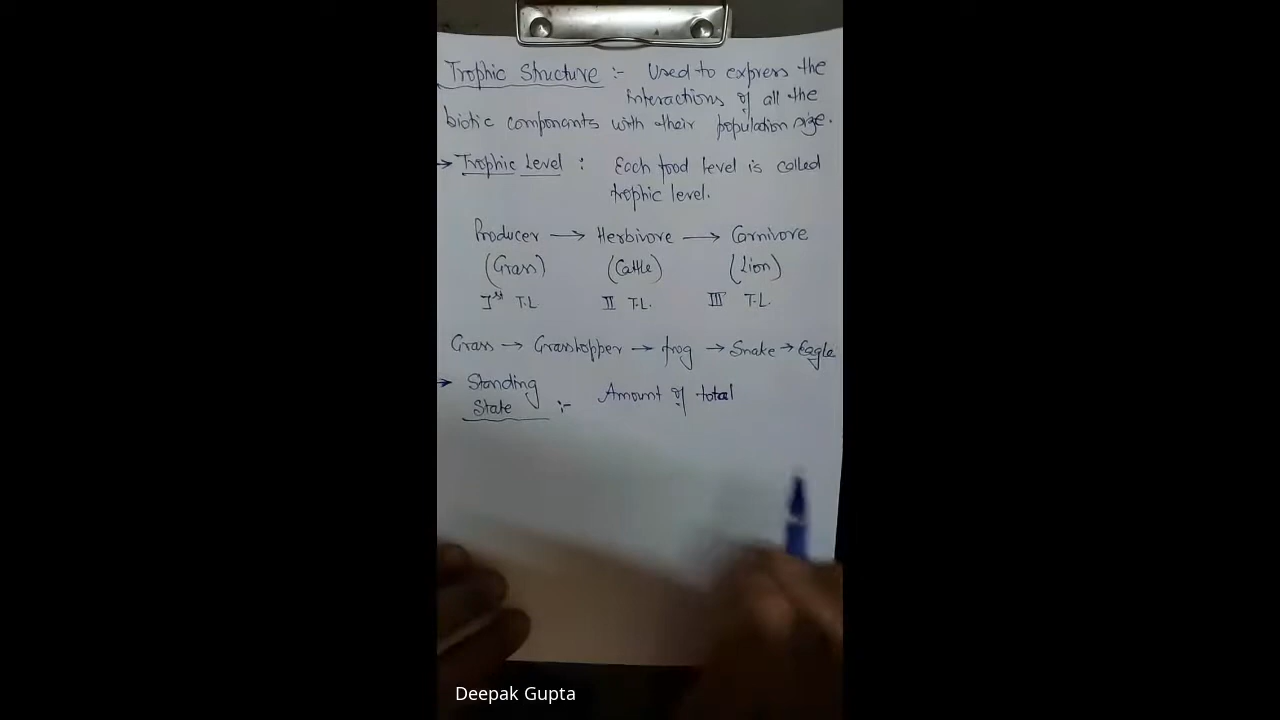 Trophic Structure :- Used to express the
interactions of all the
biotic componants with their population size.
→ Trophic Level : Each food level is called
trophic level.
Producer → Herbivore → Carnivore
(Grass) (Cattle) (Lion)
Ist T.L II T.L. III T.L.
Grass → Grasshopper → frog → Snake → Eagle
→ Standing
State :- Amount of total
Deepak Gupta